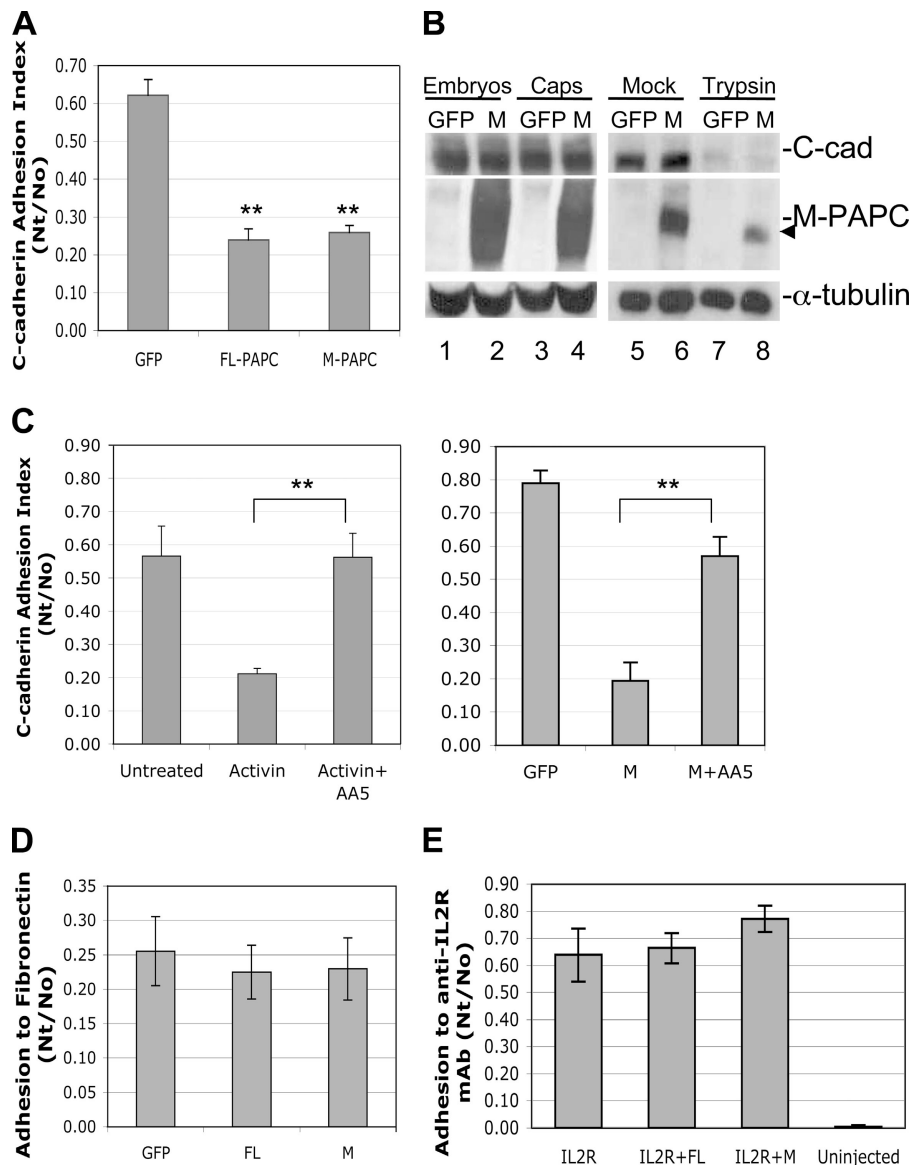 A
C-cadherin Adhesion Index
(Nt/No)
0.70
0.60
0.50
0.40
0.30
0.20
0.10
0.00
** **
GFP FL-PAPC M-PAPC
B
Embryos Caps Mock Trypsin
GFP M GFP M GFP M GFP M
-C-cad
-M-PAPC
-α-tubulin
1 2 3 4 5 6 7 8
C
C-cadherin Adhesion Index
(Nt/No)
0.90
0.80
0.70
0.60
0.50
0.40
0.30
0.20
0.10
0.00
**
Untreated Activin Activin+
AA5
0.90
0.80
0.70
0.60
0.50
0.40
0.30
0.20
0.10
0.00
**
GFP M M+AA5
D
Adhesion to Fibronectin
(Nt/No)
0.35
0.30
0.25
0.20
0.15
0.10
0.05
0.00
GFP FL M
E
Adhesion to anti-IL2R
mAb (Nt/No)
0.90
0.80
0.70
0.60
0.50
0.40
0.30
0.20
0.10
0.00
IL2R IL2R+FL IL2R+M Uninjected